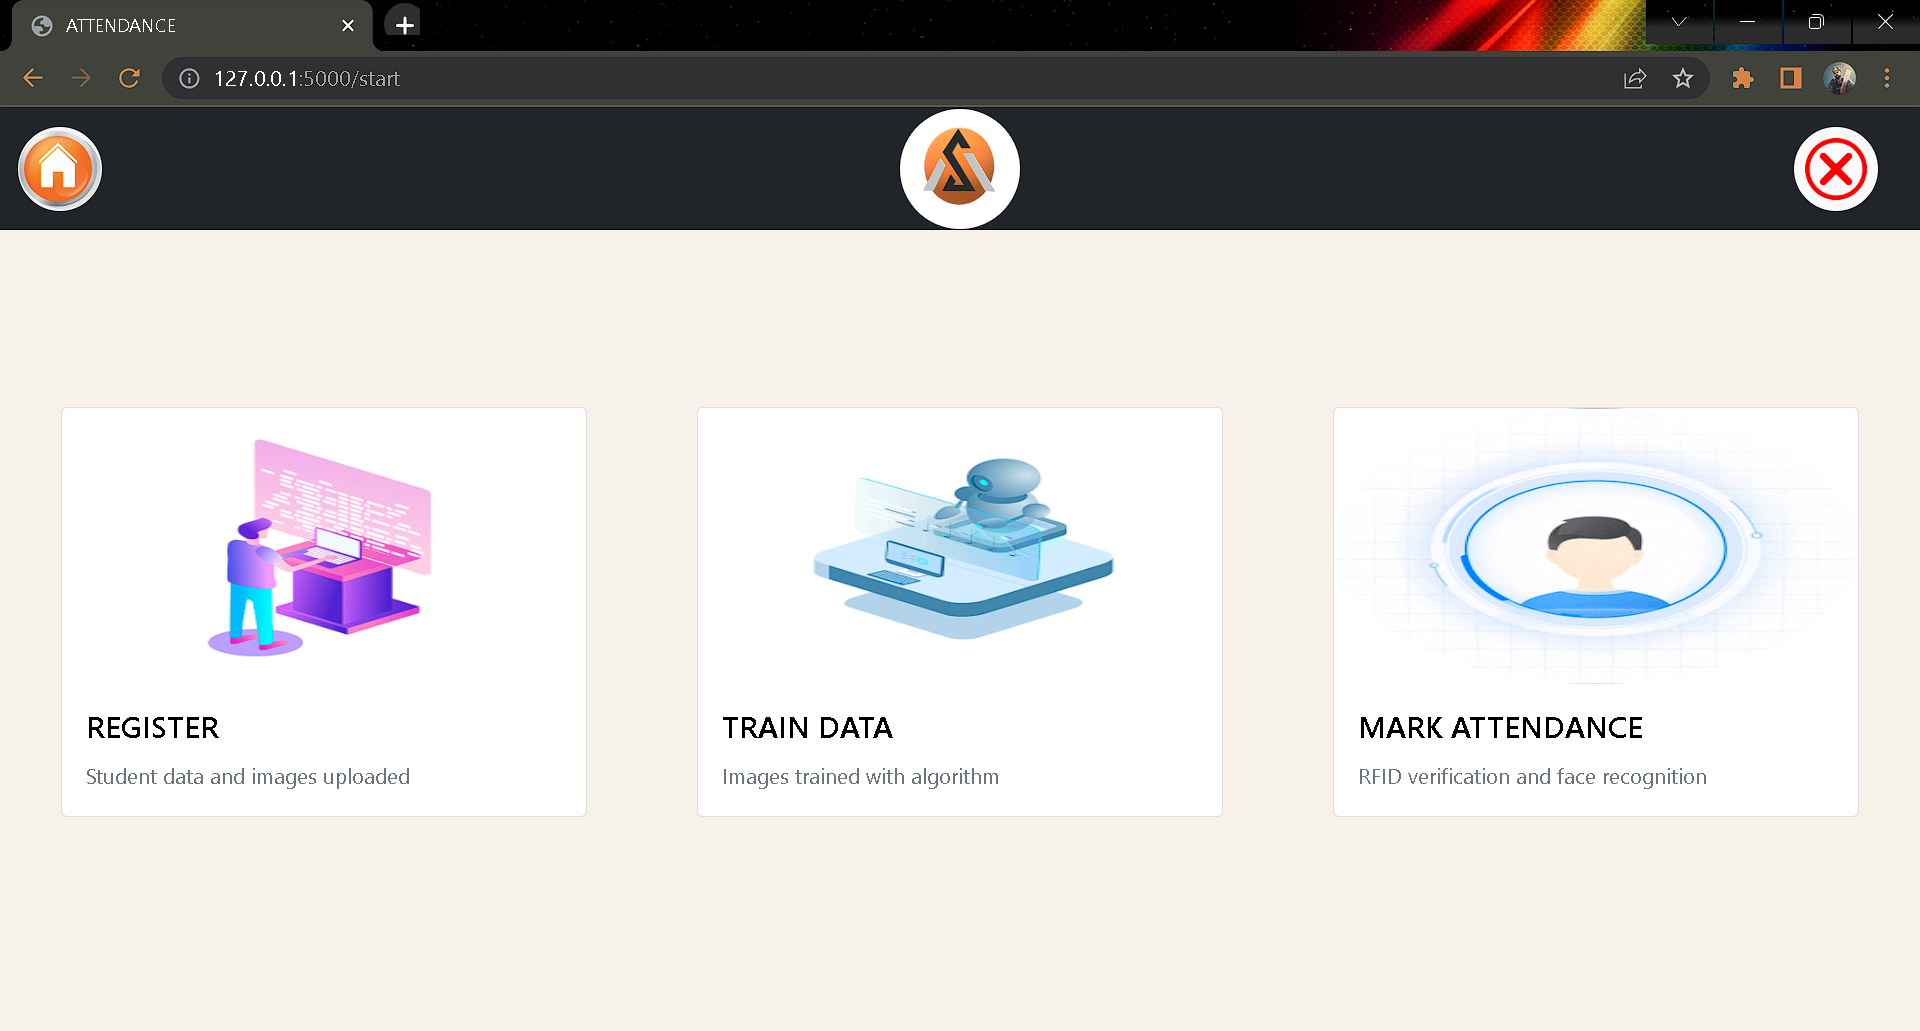 ATTENDANCE
127.0.0.1:5000/start
REGISTER
Student data and images uploaded
TRAIN DATA
Images trained with algorithm
MARK ATTENDANCE
RFID verification and face recognition